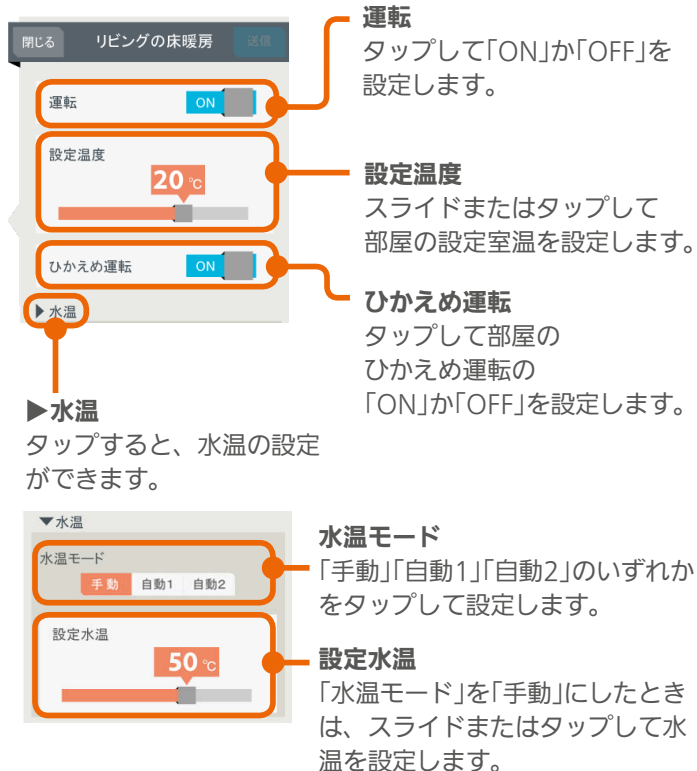 閉じる リビングの床暖房 送信
運転 ON
設定温度
20 ℃
ひかえめ運転 ON
▶水温
運転
タップして「ON」か「OFF」を
設定します。
設定温度
スライドまたはタップして
部屋の設定室温を設定します。
ひかえめ運転
タップして部屋の
ひかえめ運転の
「ON」か「OFF」を設定します。
▶水温
タップすると、水温の設定
ができます。
▼水温
水温モード
手動 自動1 自動2
設定水温
50 ℃
水温モード
「手動」「自動1」「自動2」のいずれか
をタップして設定します。
設定水温
「水温モード」を「手動」にしたとき
は、スライドまたはタップして水
温を設定します。